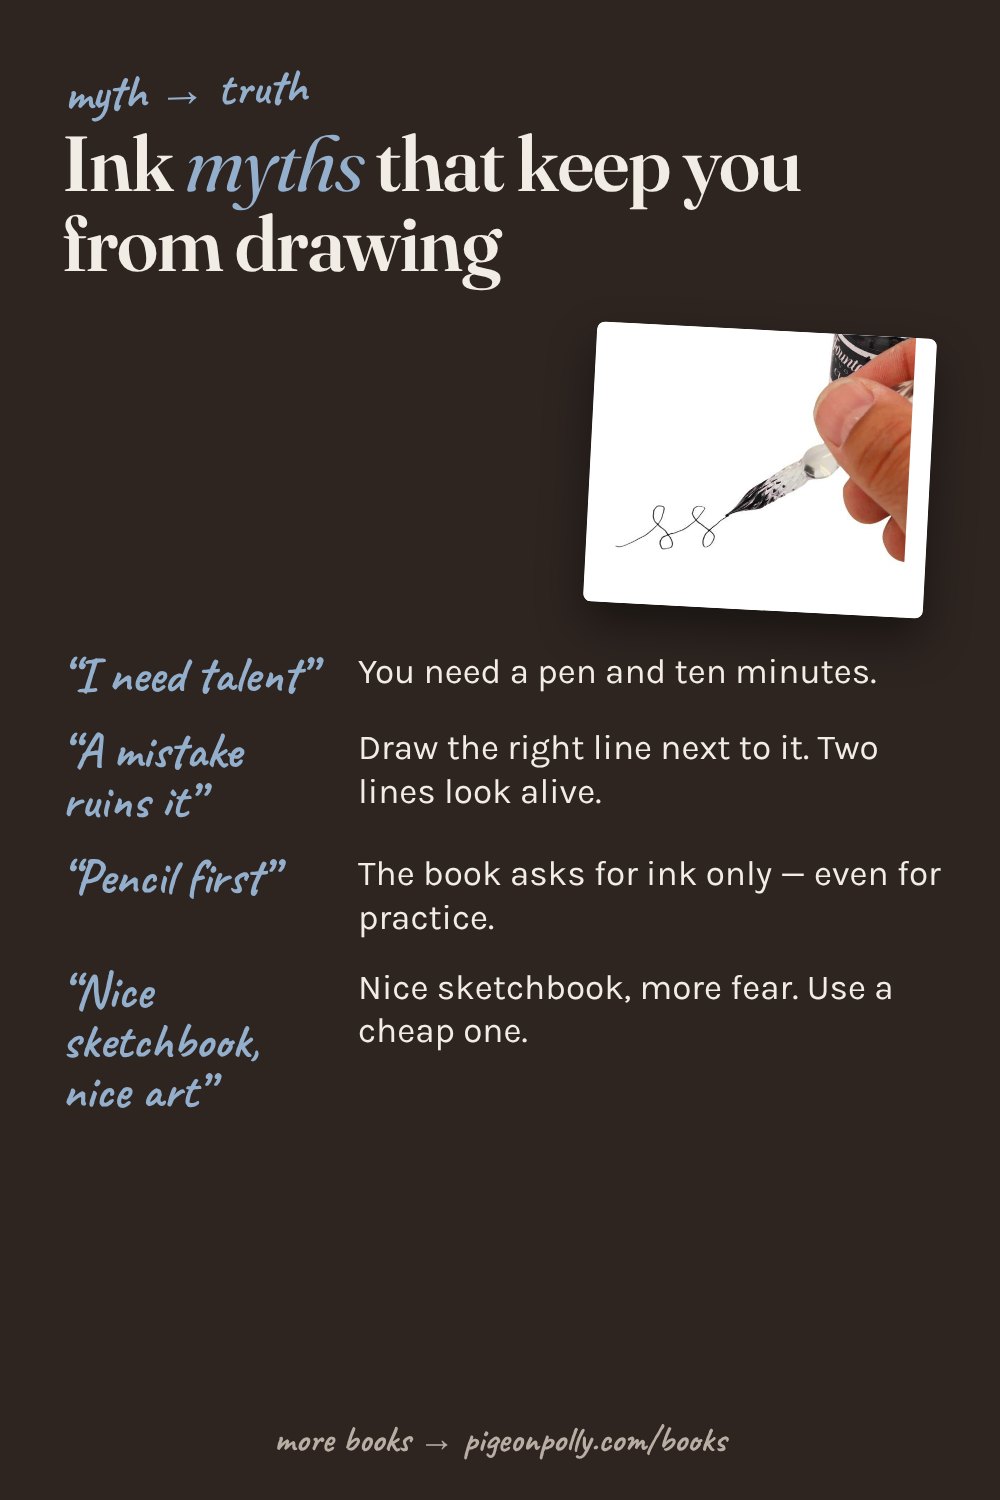 myth → truth
Ink myths that keep you
from drawing
“I need talent”
You need a pen and ten minutes.
“A mistake
ruins it”
Draw the right line next to it. Two
lines look alive.
“Pencil first”
The book asks for ink only — even for
practice.
“Nice
sketchbook,
nice art”
Nice sketchbook, more fear. Use a
cheap one.
more books → pigeonpolly.com/books